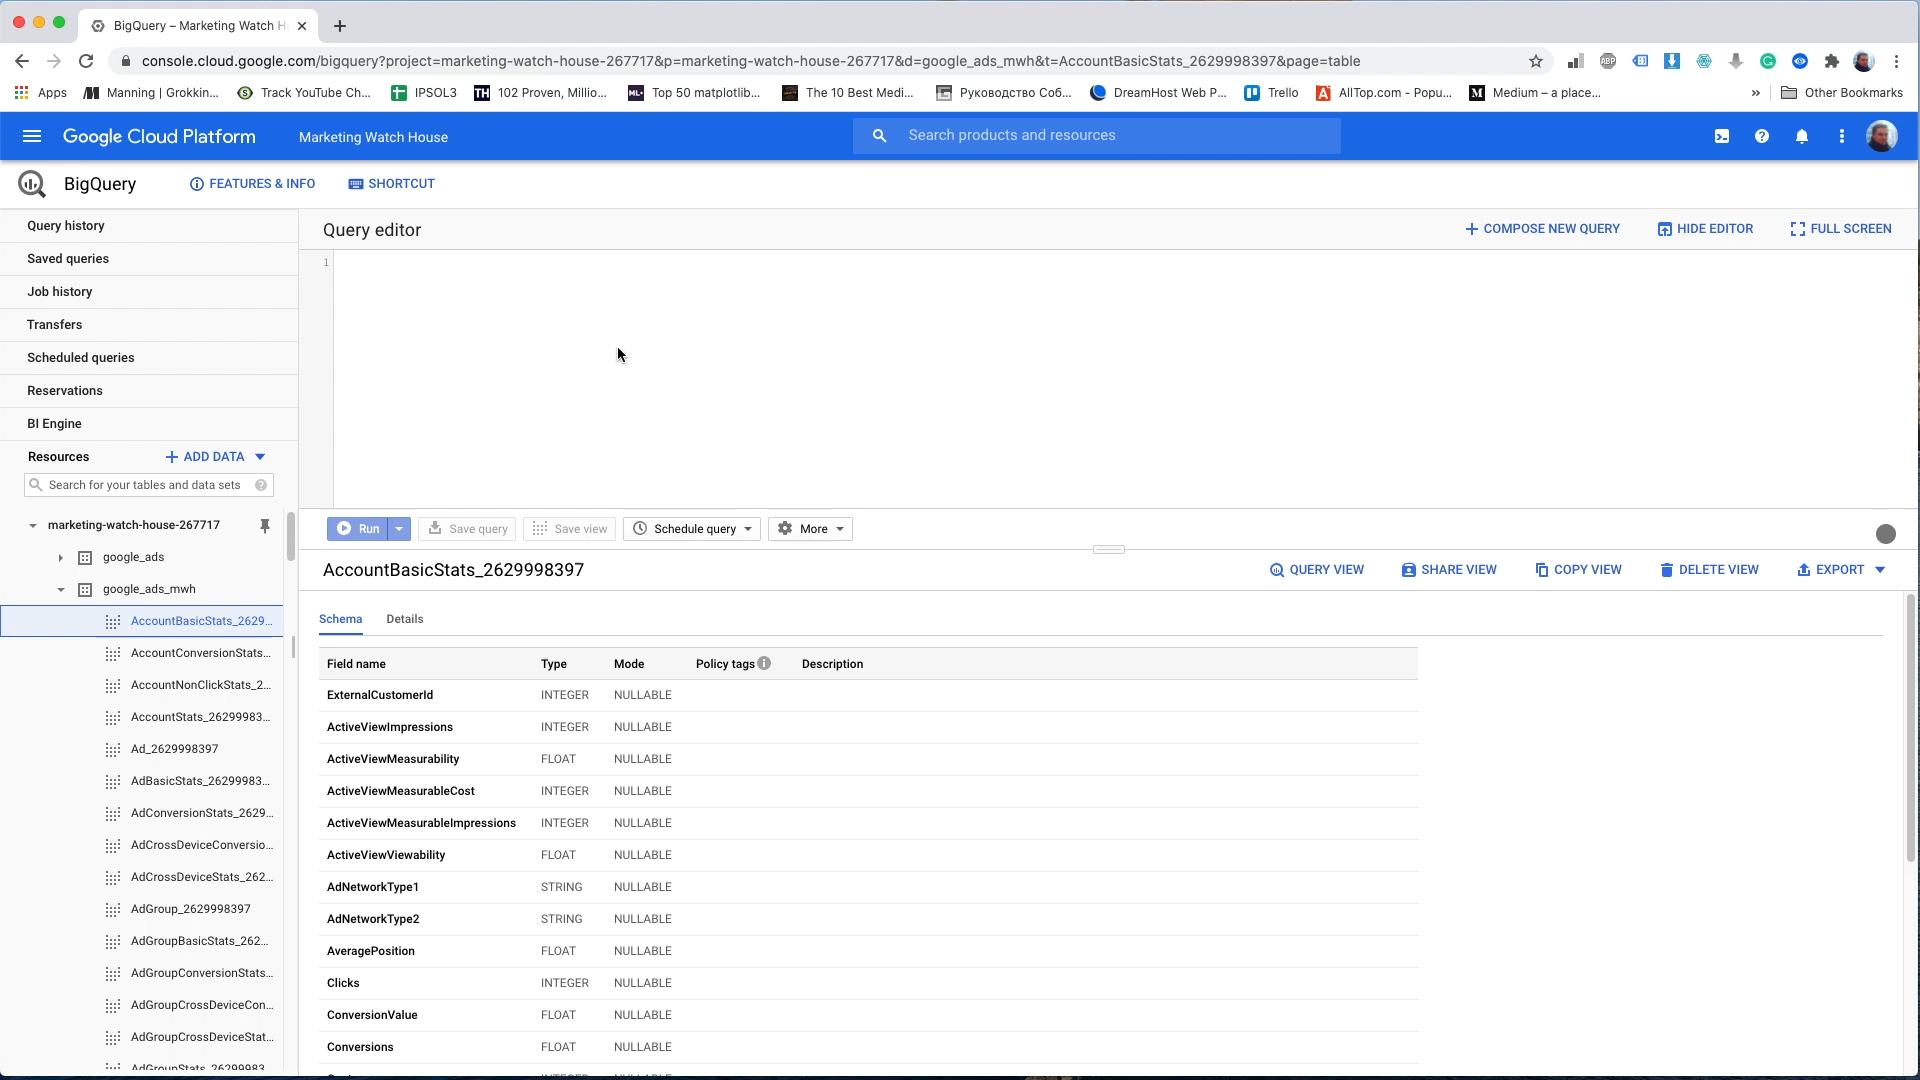 BigQuery – Marketing Watch H
console.cloud.google.com/bigquery?project=marketing-watch-house-267717&p=marketing-watch-house-267717&d=google_ads_mwh&t=AccountBasicStats_2629998397&page=table
ABP
Apps
Manning | Grokkin...
Track YouTube Ch...
IPSOL3
TH
102 Proven, Millio...
ML
Top 50 matplotlib...
The 10 Best Medi...
Руководство Соб...
DreamHost Web P...
Trello
AllTop.com - Popu...
M
Medium – a place...
»
Other Bookmarks
Google Cloud Platform
Marketing Watch House
Search products and resources
BigQuery
FEATURES & INFO
SHORTCUT
Query history
Saved queries
Job history
Transfers
Scheduled queries
Reservations
BI Engine
Resources
+ ADD DATA
Search for your tables and data sets
marketing-watch-house-267717
google_ads
google_ads_mwh
AccountBasicStats_2629...
AccountConversionStats...
AccountNonClickStats_2...
AccountStats_26299983...
Ad_2629998397
AdBasicStats_26299983...
AdConversionStats_2629...
AdCrossDeviceConversio...
AdCrossDeviceStats_262...
AdGroup_2629998397
AdGroupBasicStats_262...
AdGroupConversionStats...
AdGroupCrossDeviceCon...
AdGroupCrossDeviceStat...
AdGroupStats_26299983
Query editor
+ COMPOSE NEW QUERY
HIDE EDITOR
FULL SCREEN
1
Run
Save query
Save view
Schedule query
More
AccountBasicStats_2629998397
QUERY VIEW
SHARE VIEW
COPY VIEW
DELETE VIEW
EXPORT
Schema
Details
Field name Type Mode Policy tags Description
ExternalCustomerId INTEGER NULLABLE
ActiveViewImpressions INTEGER NULLABLE
ActiveViewMeasurability FLOAT NULLABLE
ActiveViewMeasurableCost INTEGER NULLABLE
ActiveViewMeasurableImpressions INTEGER NULLABLE
ActiveViewViewability FLOAT NULLABLE
AdNetworkType1 STRING NULLABLE
AdNetworkType2 STRING NULLABLE
AveragePosition FLOAT NULLABLE
Clicks INTEGER NULLABLE
ConversionValue FLOAT NULLABLE
Conversions FLOAT NULLABLE